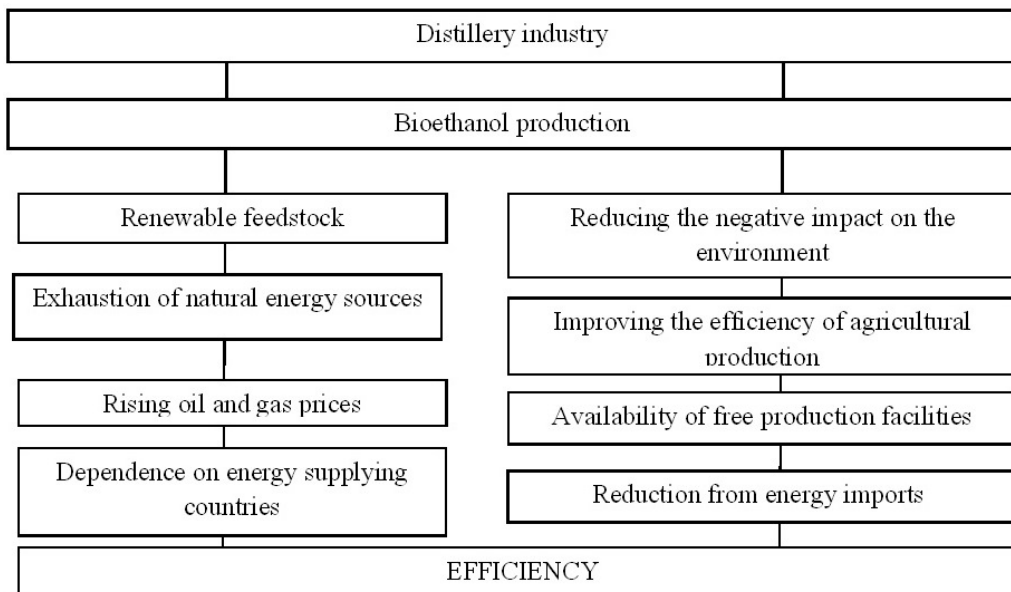 Distillery industry
Bioethanol production
Renewable feedstock
Exhaustion of natural energy sources
Rising oil and gas prices
Dependence on energy supplying
countries
Reducing the negative impact on the
environment
Improving the efficiency of agricultural
production
Availability of free production facilities
Reduction from energy imports
EFFICIENCY